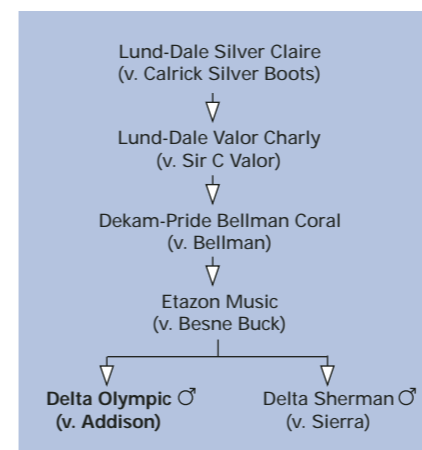 Lund-Dale Silver Claire
(v. Calrick Silver Boots)
Lund-Dale Valor Charly
(v. Sir C Valor)
Dekam-Pride Bellman Coral
(v. Bellman)
Etazon Music
(v. Besne Buck)
Delta Olympic ♂
(v. Addison)
Delta Sherman ♂
(v. Sierra)